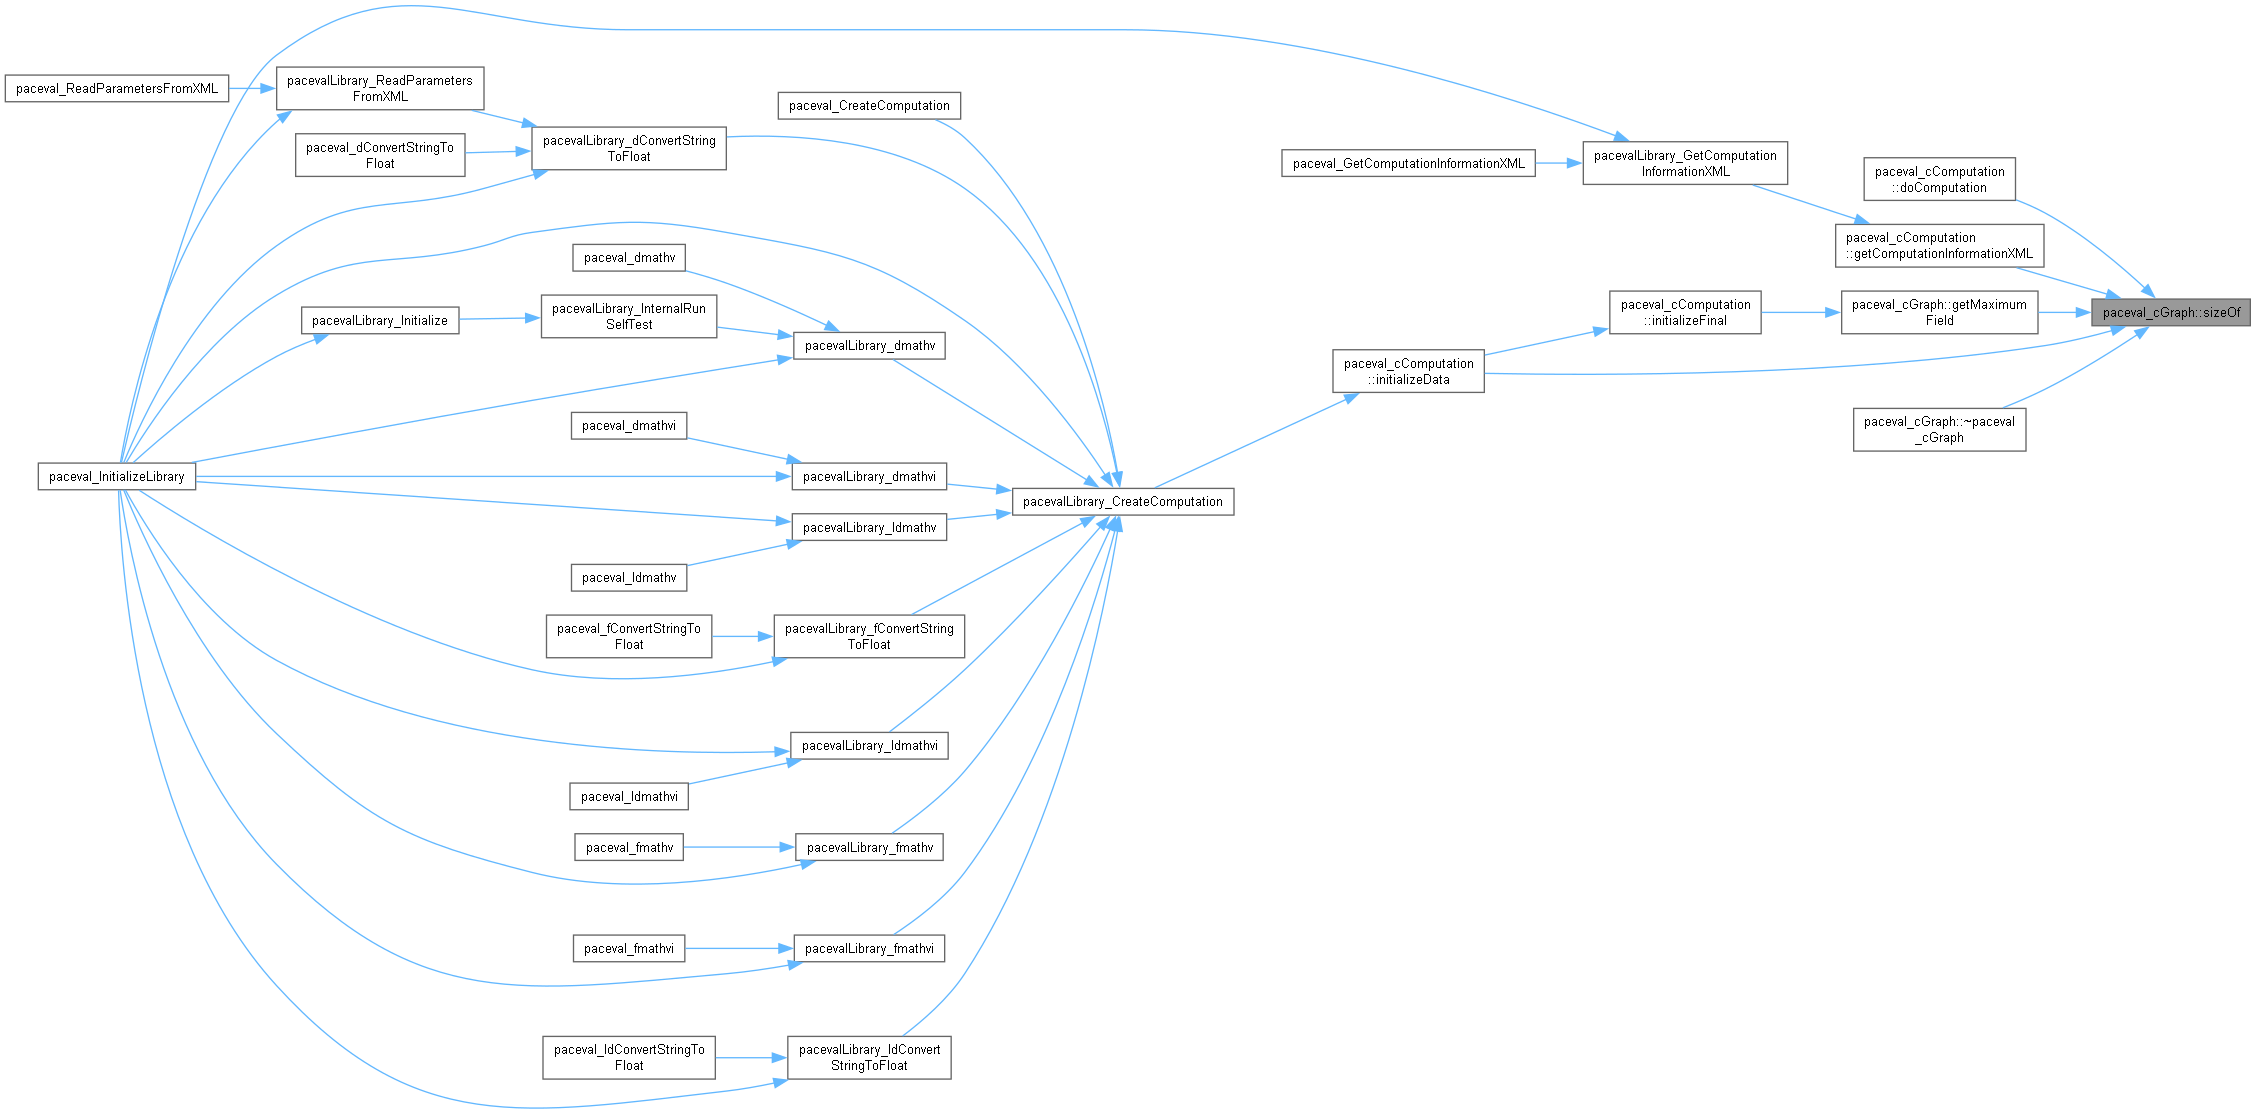 paceval_ReadParametersFromXML
pacevalLibrary_ReadParameters
FromXML
paceval_CreateComputation
paceval_dConvertStringTo
Float
pacevalLibrary_dConvertString
ToFloat
paceval_GetComputationInformationXML
pacevalLibrary_GetComputation
InformationXML
paceval_cComputation
::doComputation
paceval_cComputation
::getComputationInformationXML
paceval_dmathv
pacevalLibrary_Initialize
pacevalLibrary_InternalRun
SelfTest
pacevalLibrary_dmathv
paceval_cComputation
::initializeFinal
paceval_cGraph::getMaximum
Field
paceval_cGraph::sizeOf
paceval_cComputation
::initializeData
paceval_cGraph::~paceval
_cGraph
paceval_dmathvi
paceval_InitializeLibrary
pacevalLibrary_dmathvi
pacevalLibrary_CreateComputation
pacevalLibrary_ldmathv
paceval_ldmathv
paceval_fConvertStringTo
Float
pacevalLibrary_fConvertString
ToFloat
pacevalLibrary_ldmathvi
paceval_ldmathvi
paceval_fmathv
pacevalLibrary_fmathv
paceval_fmathvi
pacevalLibrary_fmathvi
paceval_ldConvertStringTo
Float
pacevalLibrary_ldConvert
StringToFloat